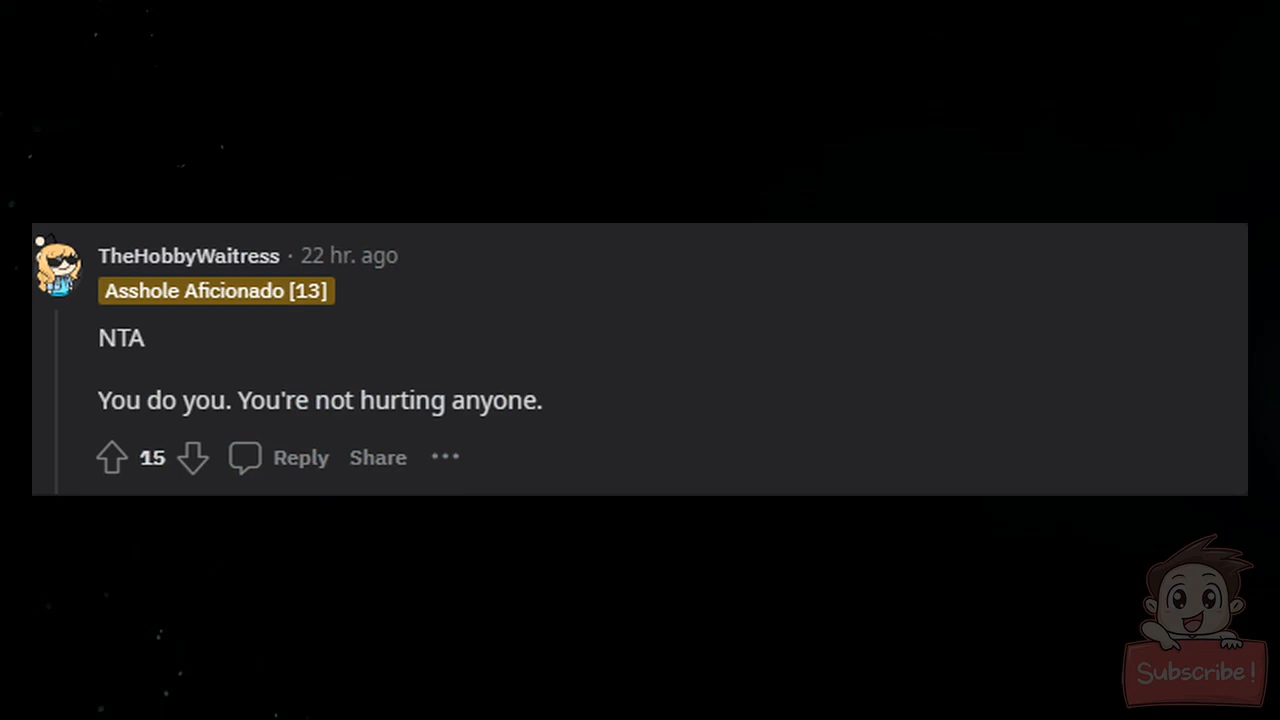 TheHobbyWaitress · 22 hr. ago
Asshole Aficionado [13]
NTA
You do you. You're not hurting anyone.
15 Reply Share ···
Subscribe!